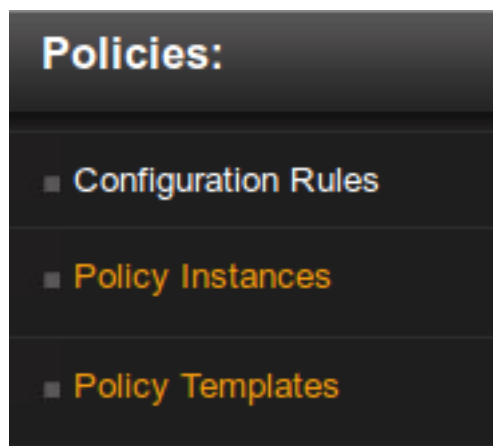 Policies:
Configuration Rules
Policy Instances
Policy Templates